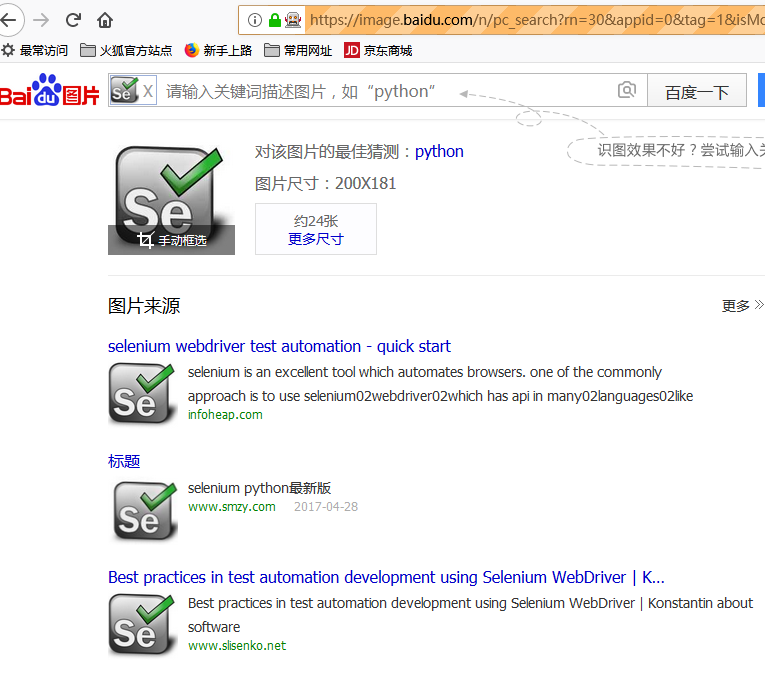 https://image.baidu.com/n/pc_search?rn=30&appid=0&tag=1&isMo
最常访问 火狐官方站点 新手上路 常用网址 JD 京东商城
Bai du 图片 Se X 请输入关键词描述图片，如“python“ 百度一下
识图效果不好？尝试输入关
对该图片的最佳猜测：python
图片尺寸：200X181
约24张
更多尺寸
Se
手动框选
图片来源 更多
selenium webdriver test automation - quick start
selenium is an excellent tool which automates browsers. one of the commonly
approach is to use selenium02webdriver02which has api in many02languages02like
infoheap.com
Se
标题
selenium python最新版
www.smzy.com 2017-04-28
Se
Best practices in test automation development using Selenium WebDriver | K...
Best practices in test automation development using Selenium WebDriver | Konstantin about
software
www.slisenko.net
Se